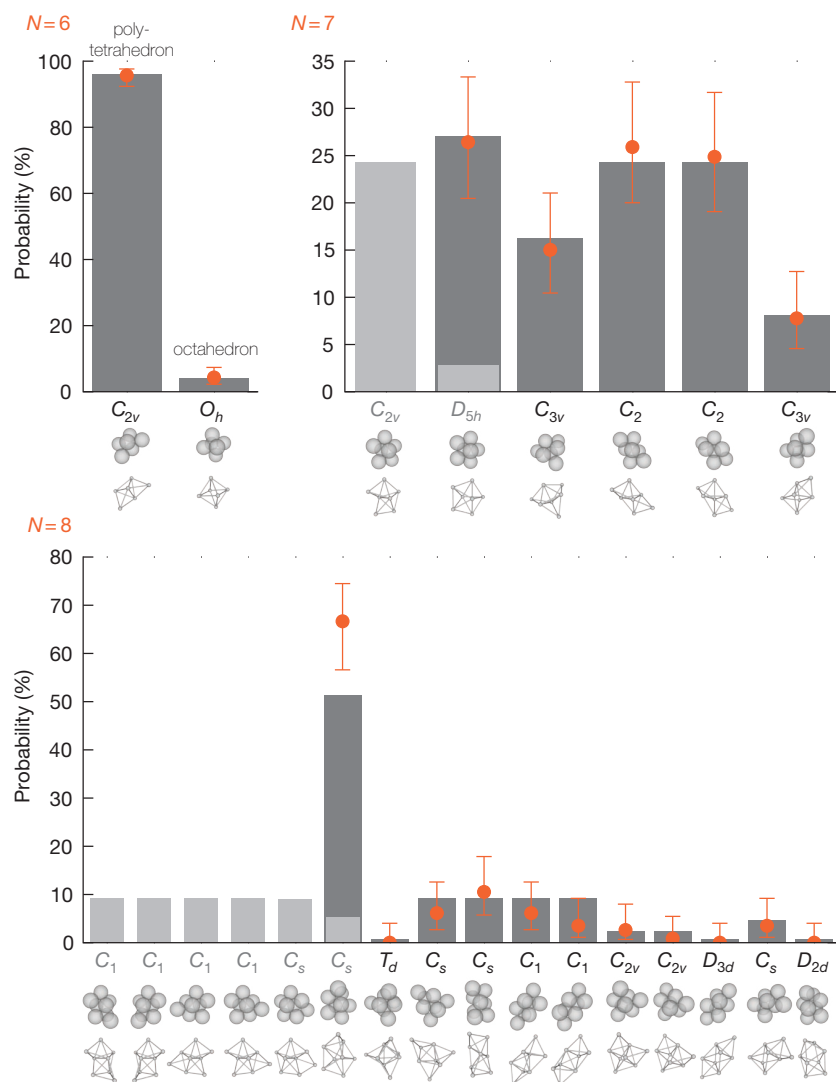 N=6
N=7
poly-
tetrahedron
octahedron
Probability (%)
100
80
60
40
20
0
C2v
Oh
35
30
25
20
15
10
5
0
C2v
D5h
C3v
C2
C2
C3v
N=8
Probability (%)
80
70
60
50
40
30
20
10
0
C1
C1
C1
C1
Cs
Cs
Td
Cs
Cs
C1
C1
C2v
C2v
D3d
Cs
D2d